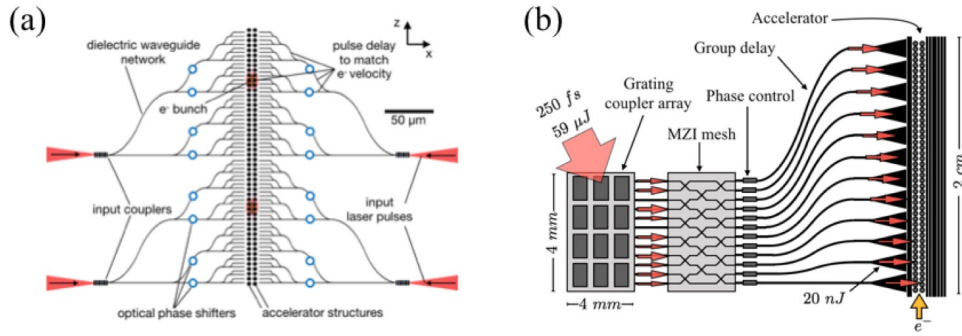 (a)
dielectric waveguide
network
e⁻ bunch
pulse delay to
match
e⁻ velocity
z
x
50 µm
input couplers
input
laser pulses
optical phase shifters
accelerator structures
(b)
Accelerator
Group delay
Grating
coupler array
Phase control
MZI mesh
250 fs
59 µJ
4 mm
4 mm
20 nJ
e⁻
2 cm